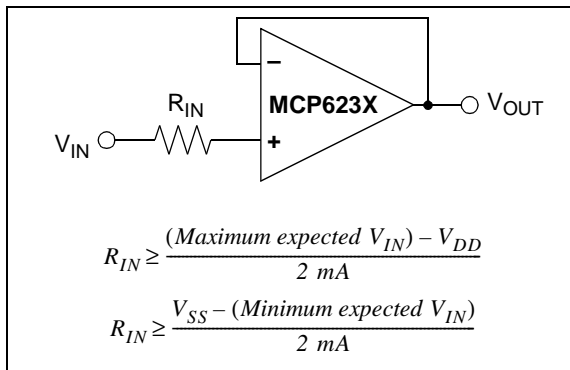 –
MCP623X
R_IN
V_OUT
V_IN
+
R_IN ≥ (Maximum expected V_IN) – V_DD / 2 mA
R_IN ≥ V_SS – (Minimum expected V_IN) / 2 mA